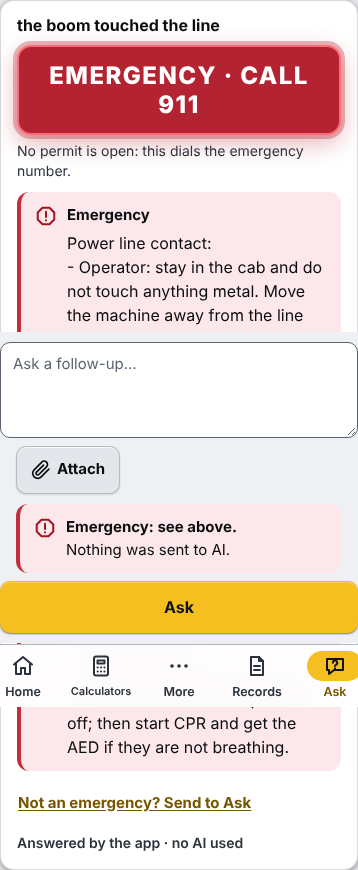 the boom touched the line
EMERGENCY · CALL
911
No permit is open: this dials the emergency
number.
Emergency
Power line contact:
- Operator: stay in the cab and do
not touch anything metal. Move
the machine away from the line
Ask a follow-up...
Attach
Emergency: see above.
Nothing was sent to AI.
Ask
Home
Calculators
More
Records
Ask
off; then start CPR and get the
AED if they are not breathing.
Not an emergency? Send to Ask
Answered by the app · no AI used